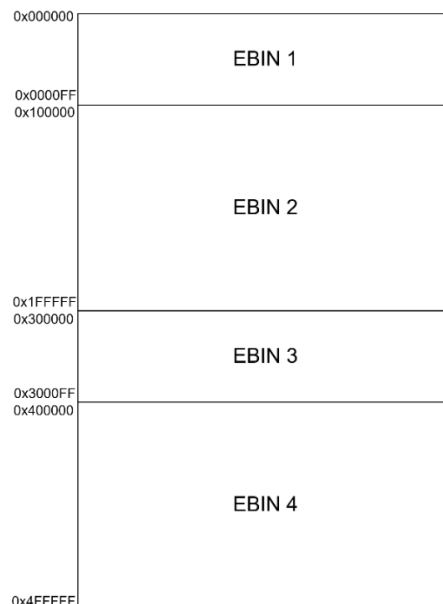 0x000000
EBIN 1
0x0000FF
0x100000
EBIN 2
0x1FFFFF
0x300000
EBIN 3
0x3000FF
0x400000
EBIN 4
0x4FFFFF